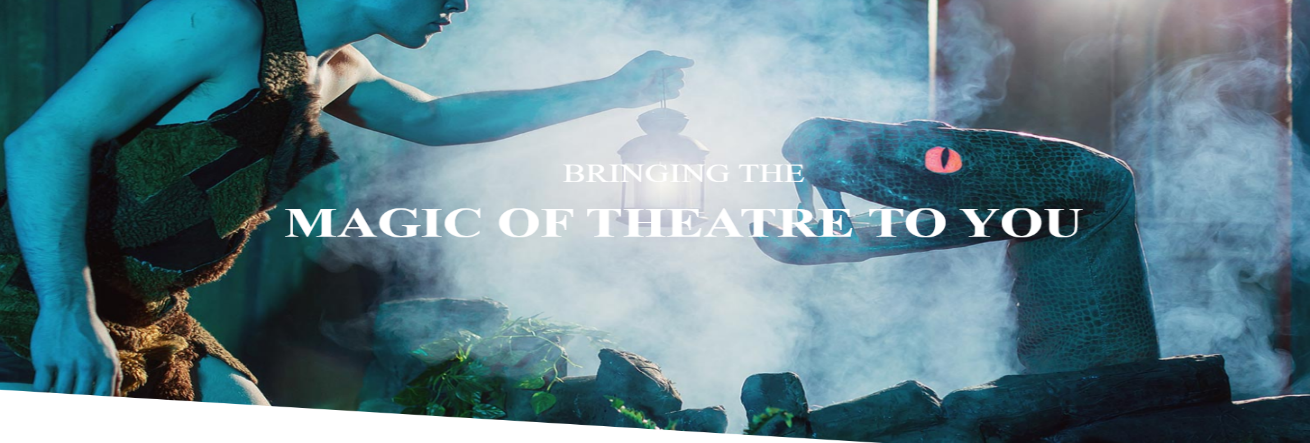 BRINGING THE
MAGIC OF THEATRE TO YOU